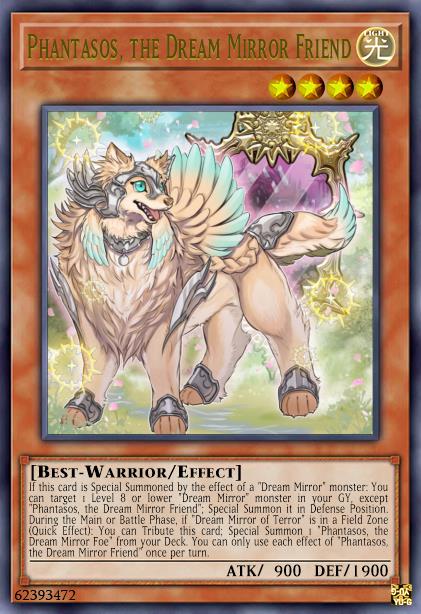 PHANTASOS, THE DREAM MIRROR FRIEND
LIGHT
光
[BEST-WARRIOR/EFFECT]
If this card is Special Summoned by the effect of a "Dream Mirror" monster: You
can target 1 Level 8 or lower "Dream Mirror" monster in your GY, except
"Phantasos, the Dream Mirror Friend"; Special Summon it in Defense Position.
During the Main or Battle Phase, if "Dream Mirror of Terror" is in a Field Zone
(Quick Effect): You can Tribute this card; Special Summon 1 "Phantasos, the
Dream Mirror Foe" from your Deck. You can only use each effect of "Phantasos,
the Dream Mirror Friend" once per turn.
ATK/ 900 DEF/1900
62393472